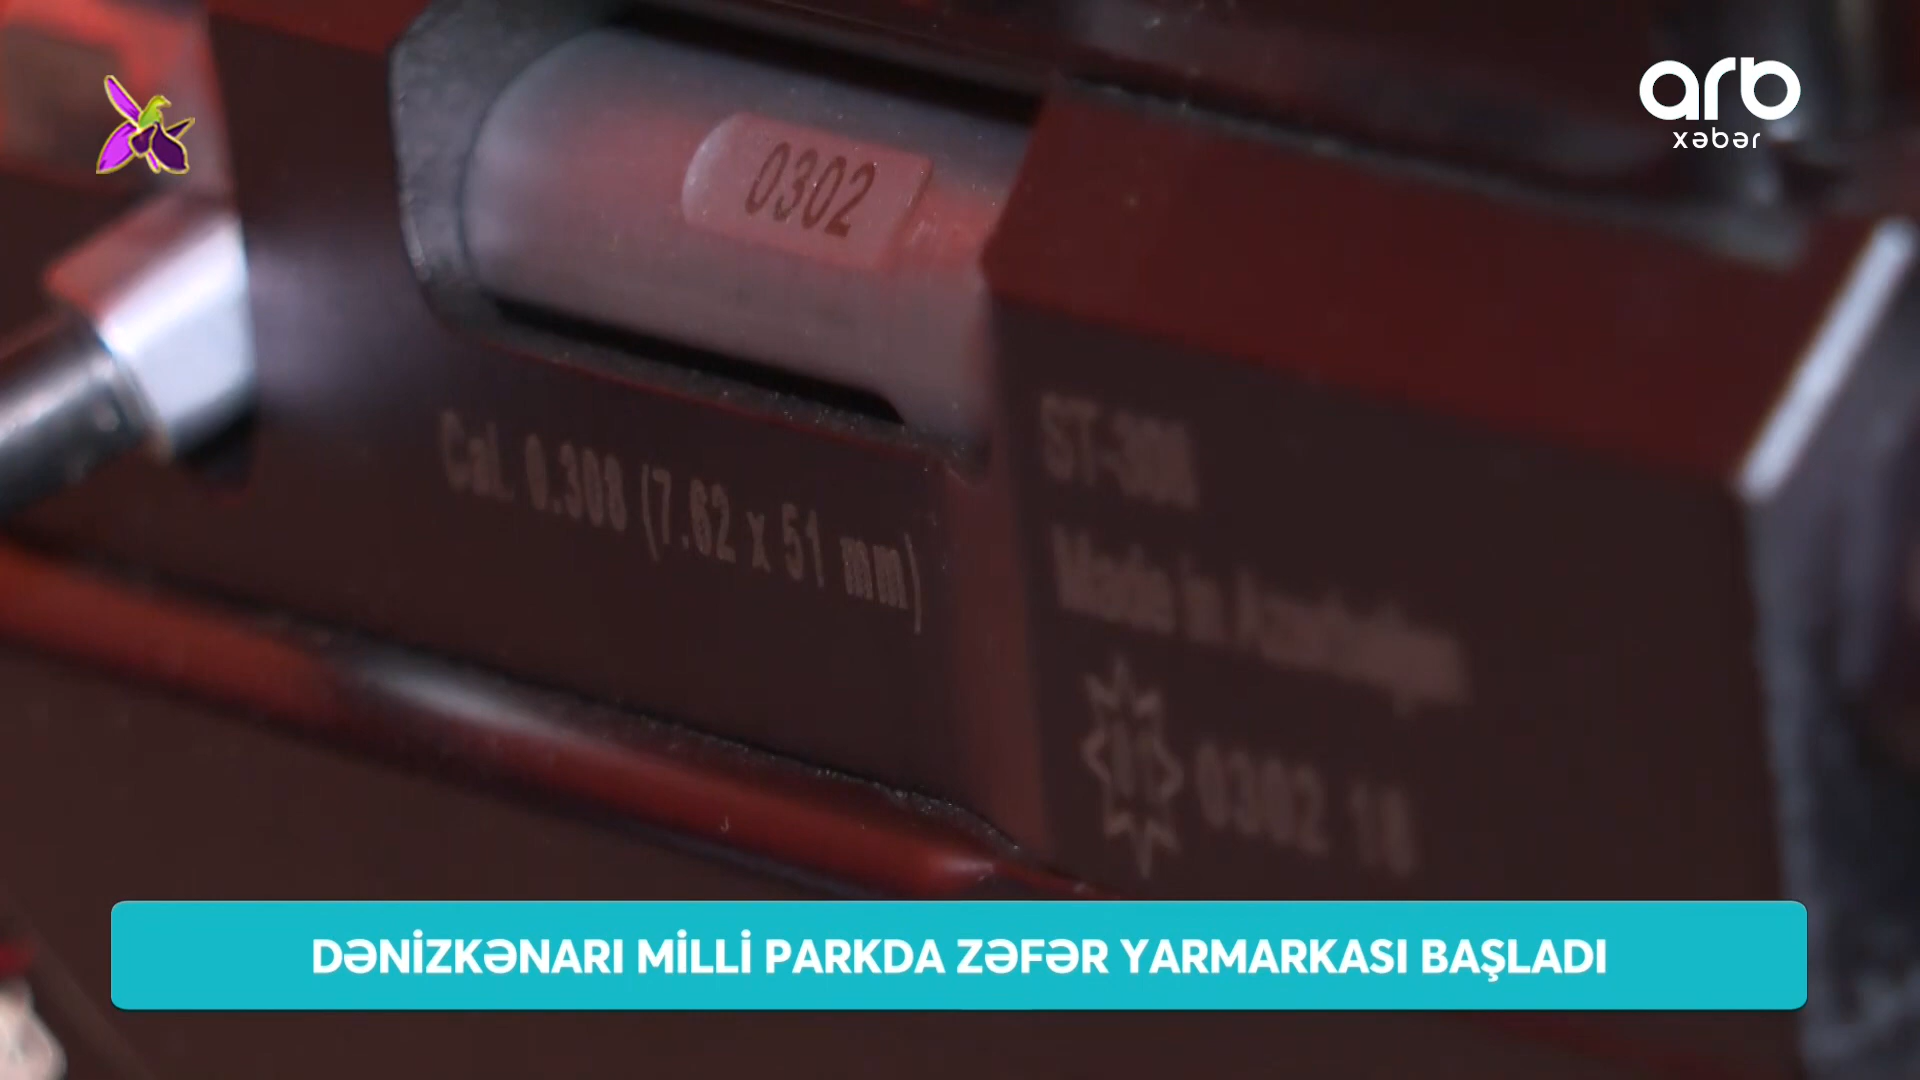 arb
xəbər
0302
Cal. 0.308 (7.62 x 51 mm)
ST-308
Made in Azerbaijan
0302 18
DƏNİZKƏNARI MİLLİ PARKDA ZƏFƏR YARMARKASI BAŞLADI